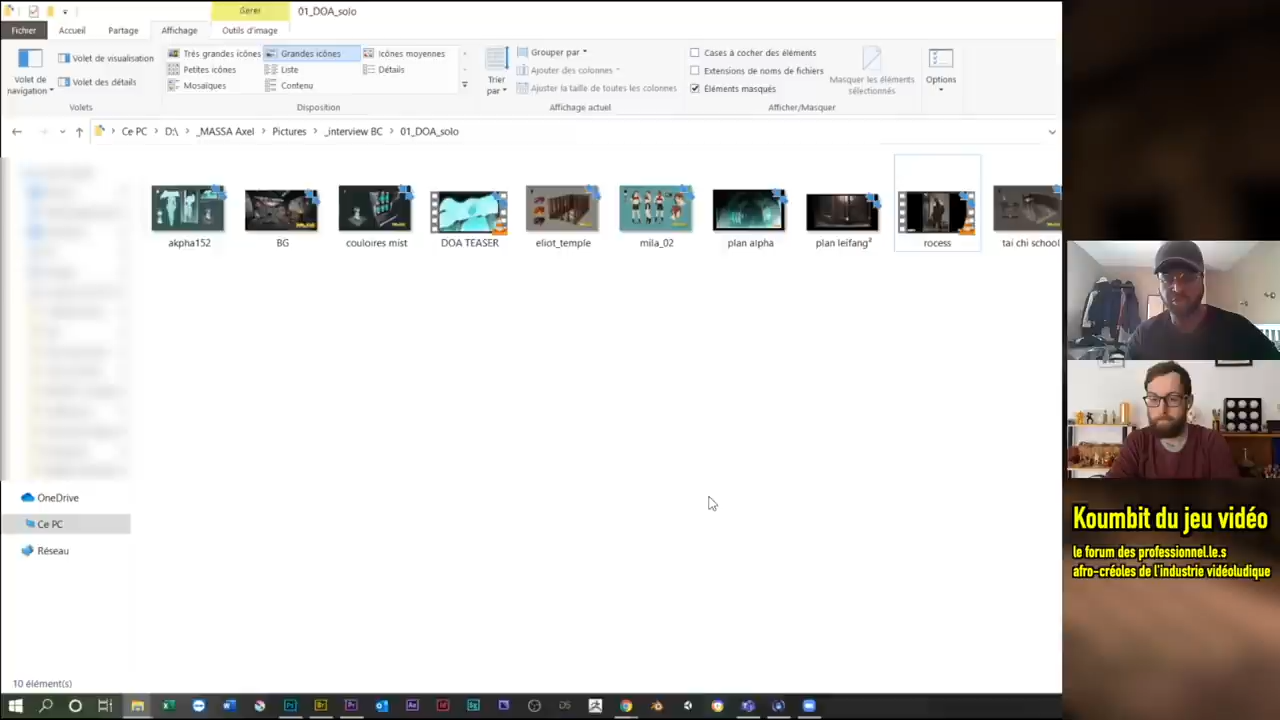 Gérer
01_DOA_solo
Fichier
Accueil
Partage
Affichage
Outils d'image
Volet de navigation
Volet de visualisation
Volet des détails
Volets
Très grandes icônes
Grandes icônes
Icônes moyennes
Petites icônes
Liste
Détails
Mosaïques
Contenu
Disposition
Trier par
Grouper par
Ajouter des colonnes
Ajuster la taille de toutes les colonnes
Affichage actuel
Cases à cocher des éléments
Extensions de noms de fichiers
Éléments masqués
Masquer les éléments sélectionnés
Afficher/Masquer
Options
Ce PC > D:\ > _MASSA Axel > Pictures > _interview BC > 01_DOA_solo
akpha152
BG
couloires mist
DOA TEASER
eliot_temple
mila_02
plan alpha
plan leifang²
rocess
tai chi school
OneDrive
Ce PC
Réseau
10 élément(s)
Koumbit du jeu vidéo
le forum des professionnel.le.s
afro-créoles de l'industrie vidéoludique